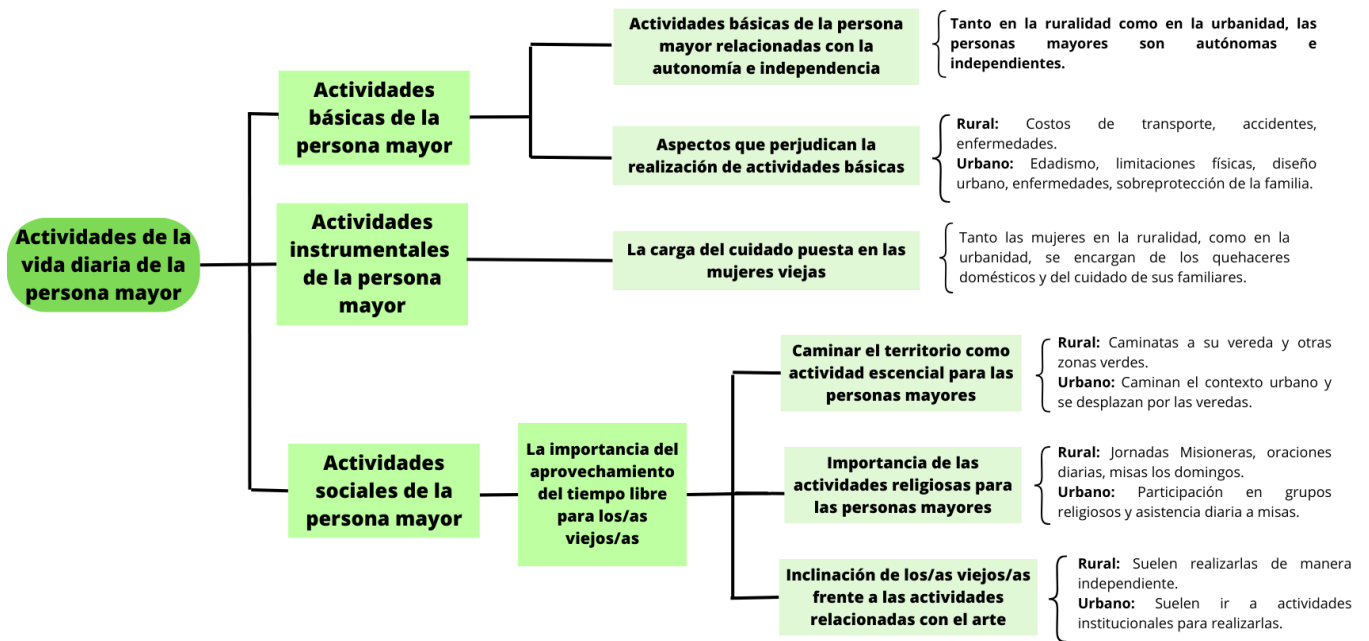 Actividades de la
vida diaria de la
persona mayor
Actividades
básicas de la
persona mayor
Actividades básicas de la persona
mayor relacionadas con la
autonomía e independencia
Tanto en la ruralidad como en la urbanidad, las
personas mayores son autónomas e
independientes.
Aspectos que perjudican la
realización de actividades básicas
Rural: Costos de transporte, accidentes,
enfermedades.
Urbano: Edadismo, limitaciones físicas, diseño
urbano, enfermedades, sobreprotección de la familia.
Actividades
instrumentales
de la persona
mayor
La carga del cuidado puesta en las
mujeres viejas
Tanto las mujeres en la ruralidad, como en la
urbanidad, se encargan de los quehaceres
domésticos y del cuidado de sus familiares.
Actividades
sociales de la
persona mayor
La importancia del
aprovechamiento
del tiempo libre
para los/as
viejos/as
Caminar el territorio como
actividad escencial para las
personas mayores
Rural: Caminatas a su vereda y otras
zonas verdes.
Urbano: Caminan el contexto urbano y
se desplazan por las veredas.
Importancia de las
actividades religiosas para
las personas mayores
Rural: Jornadas Misioneras, oraciones
diarias, misas los domingos.
Urbano: Participación en grupos
religiosos y asistencia diaria a misas.
Inclinación de los/as viejos/as
frente a las actividades
relacionadas con el arte
Rural: Suelen realizarlas de manera
independiente.
Urbano: Suelen ir a actividades
institucionales para realizarlas.